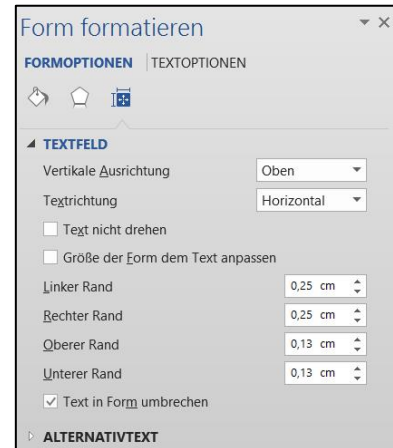 Form formatieren
FORMOPTIONEN TEXTOPTIONEN
TEXTFELD
Vertikale Ausrichtung Oben
Textrichtung Horizontal
Text nicht drehen
Größe der Form dem Text anpassen
Linker Rand 0,25 cm
Rechter Rand 0,25 cm
Oberer Rand 0,13 cm
Unterer Rand 0,13 cm
Text in Form umbrechen
ALTERNATIVTEXT